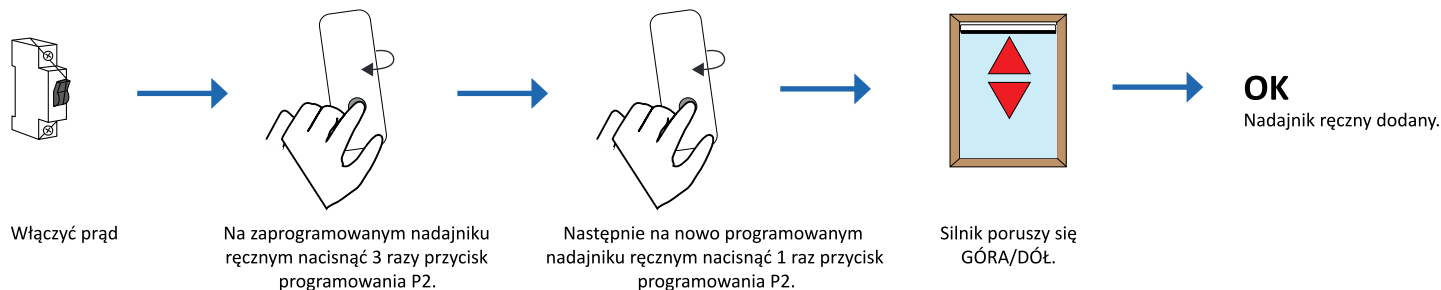 OK
Nadajnik ręczny dodany.
Włączyć prąd
Na zaprogramowanym nadajniku
ręcznym nacisnąć 3 razy przycisk
programowania P2.
Następnie na nowo programowanym
nadajniku ręcznym nacisnąć 1 raz przycisk
programowania P2.
Silnik poruszy się
GÓRA/DÓŁ.